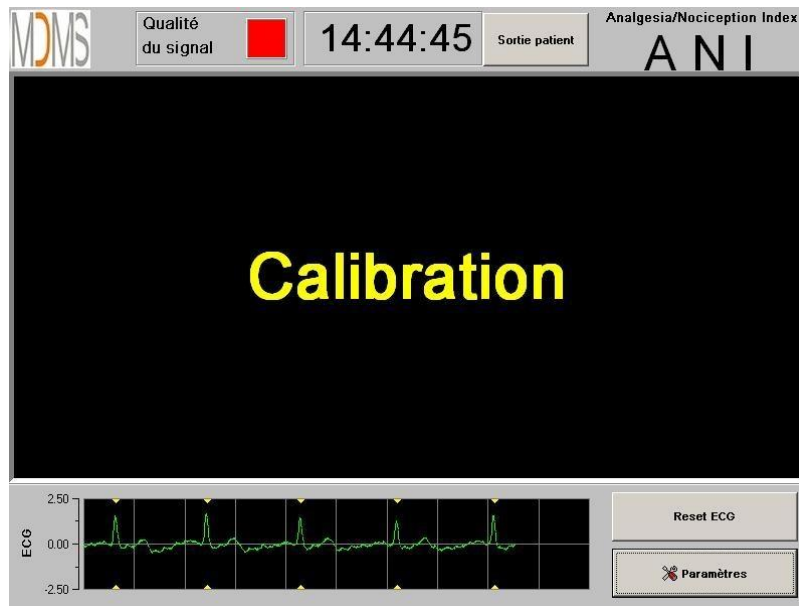 MDMS
Qualité
du signal
14:44:45
Sortie patient
Analgesia/Nociception Index
ANI
Calibration
2.50
ECG
0.00
-2.50
Reset ECG
Paramètres